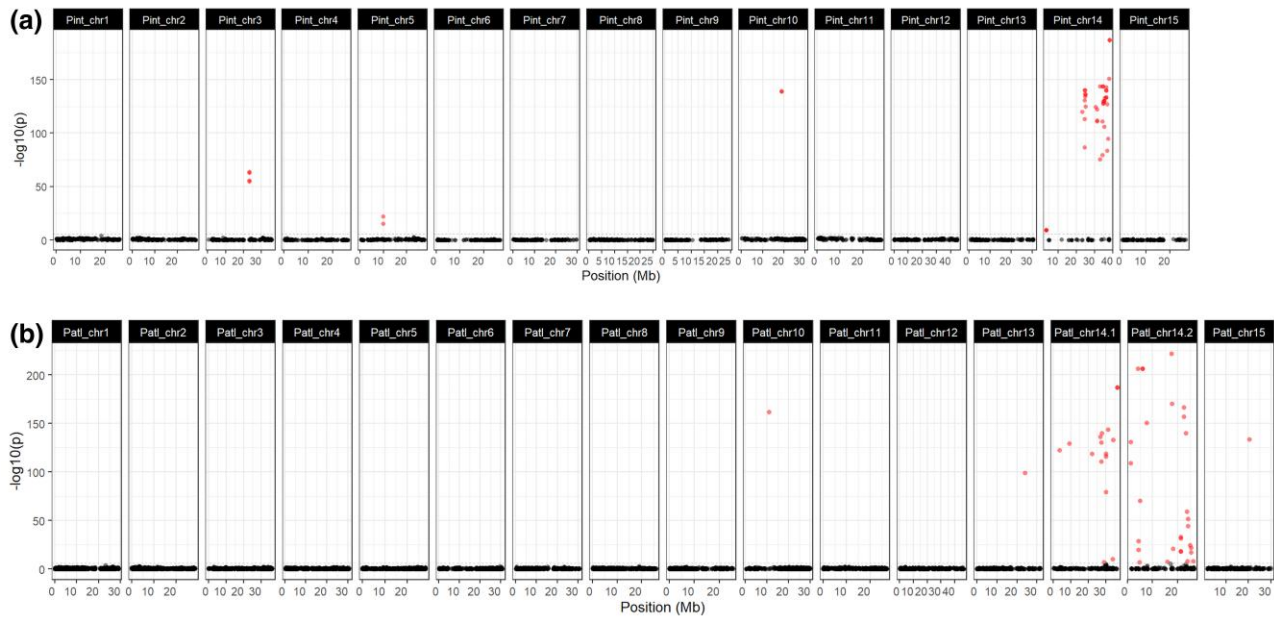 (a)
Pint_chr1 Pint_chr2 Pint_chr3 Pint_chr4 Pint_chr5 Pint_chr6 Pint_chr7 Pint_chr8 Pint_chr9 Pint_chr10 Pint_chr11 Pint_chr12 Pint_chr13 Pint_chr14 Pint_chr15
150
100
50
0
-log10(p)
0 10 20 0 10 20 0 10 20 30 0 10 20 30 0 10 20 0 10 20 30 0 10 20 30 0 10 20 30 0 5 10 15 20 25 0 5 10 15 20 25 0 10 20 30 0 10 20 30 40 0 10 20 30 0 10 20 30 40 0 10 20
Position (Mb)
(b)
Patl_chr1 Patl_chr2 Patl_chr3 Patl_chr4 Patl_chr5 Patl_chr6 Patl_chr7 Patl_chr8 Patl_chr9 Patl_chr10 Patl_chr11 Patl_chr12 Patl_chr13 Patl_chr14.1 Patl_chr14.2 Patl_chr15
200
150
100
50
0
-log10(p)
0 10 20 30 0 10 20 0 10 20 30 0 10 20 30 0 10 20 0 10 20 30 0 10 20 30 0 10 20 30 0 10 20 0 10 20 30 0 10 20 30 0 10 20 30 40 0 10 20 30 0 10 20 30 0 10 20 0 10 20 30
Position (Mb)